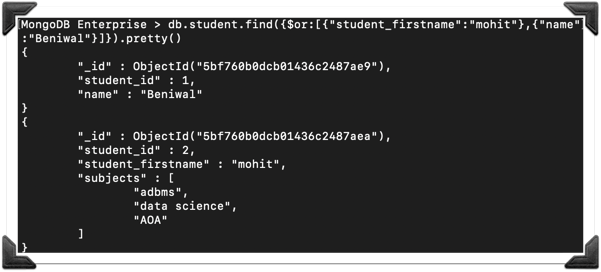 MongoDB Enterprise > db.student.find({$or:[{"student_firstname":"mohit"},{"name"
:"Beniwal"}]}).pretty()
{
"_id" : ObjectId("5bf760b0dcb01436c2487ae9"),
"student_id" : 1,
"name" : "Beniwal"
}
{
"_id" : ObjectId("5bf760b0dcb01436c2487aea"),
"student_id" : 2,
"student_firstname" : "mohit",
"subjects" : [
"adbms",
"data science",
"AOA"
]
}